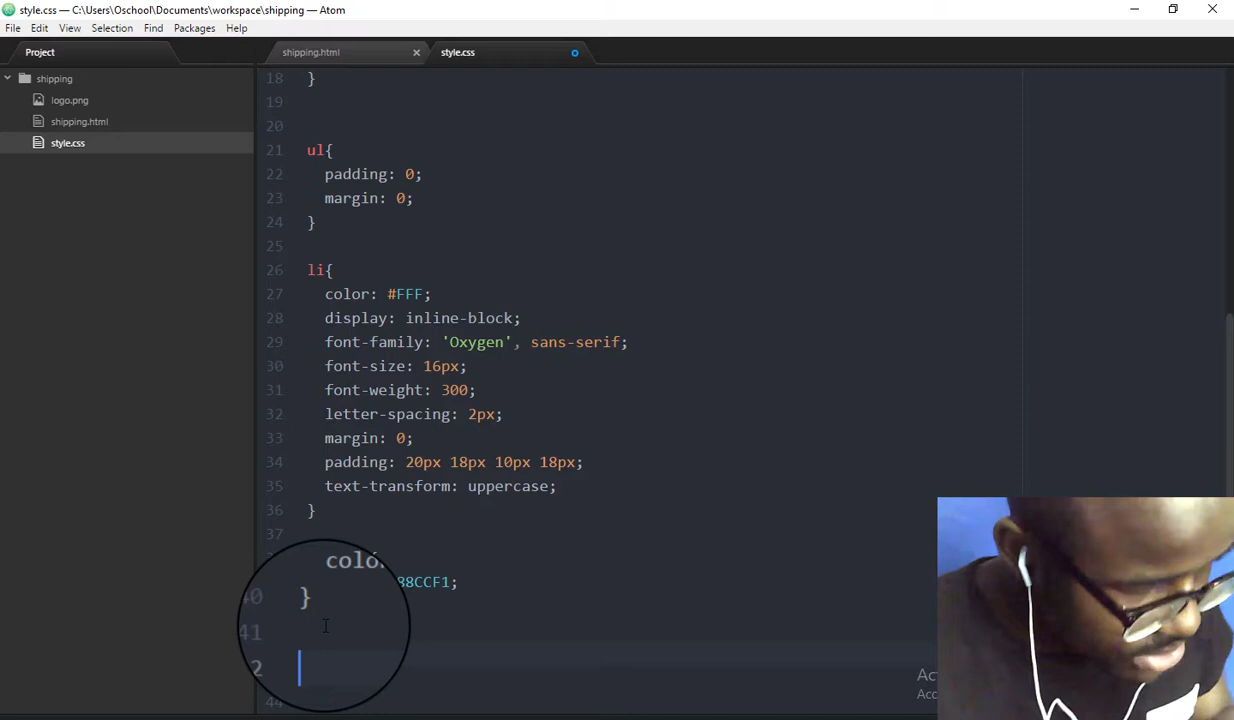 style.css — C:\Users\Oschool\Documents\workspace\shipping — Atom
File Edit View Selection Find Packages Help
Project
shipping.html
style.css
shipping
logo.png
shipping.html
style.css
18 }
19
20
21 ul{
22 padding: 0;
23 margin: 0;
24 }
25
26 li{
27 color: #FFF;
28 display: inline-block;
29 font-family: 'Oxygen', sans-serif;
30 font-size: 16px;
31 font-weight: 300;
32 letter-spacing: 2px;
33 margin: 0;
34 padding: 20px 18px 10px 18px;
35 text-transform: uppercase;
36 }
37
88CCF1;
40 }
41
44